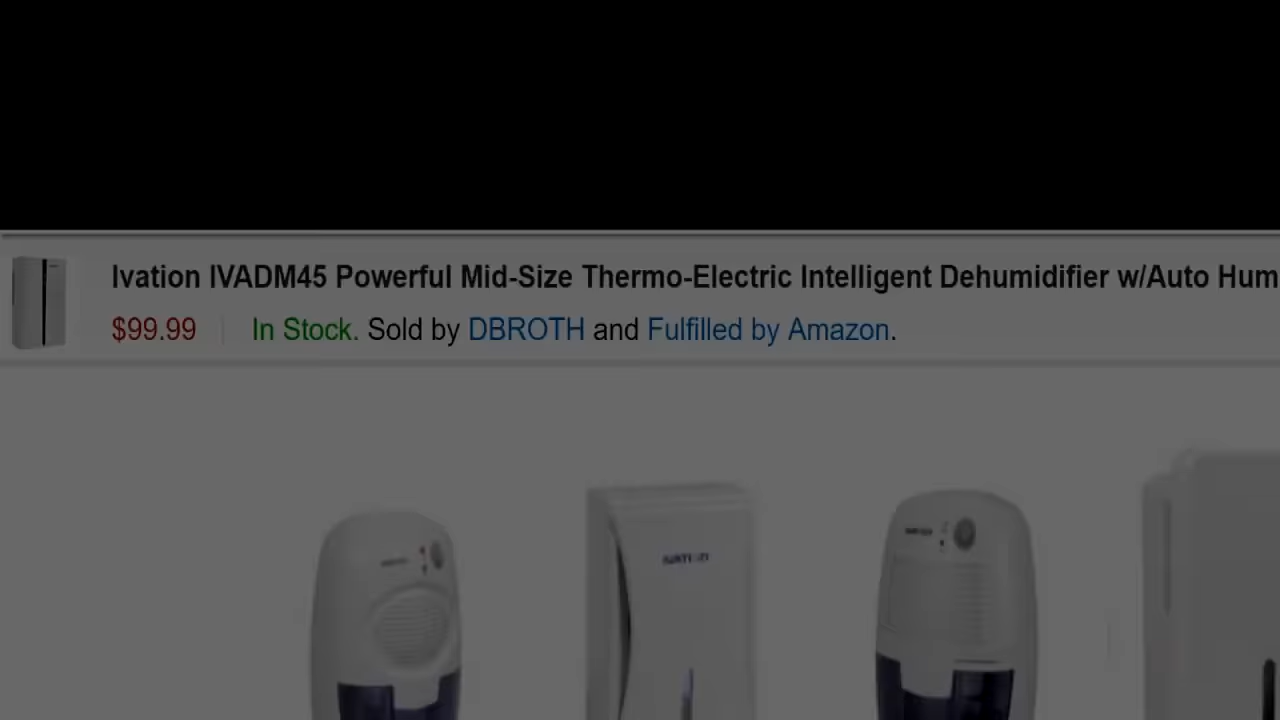 Ivation IVADM45 Powerful Mid-Size Thermo-Electric Intelligent Dehumidifier w/Auto Hum
$99.99 In Stock. Sold by DBROTH and Fulfilled by Amazon.
IVATION